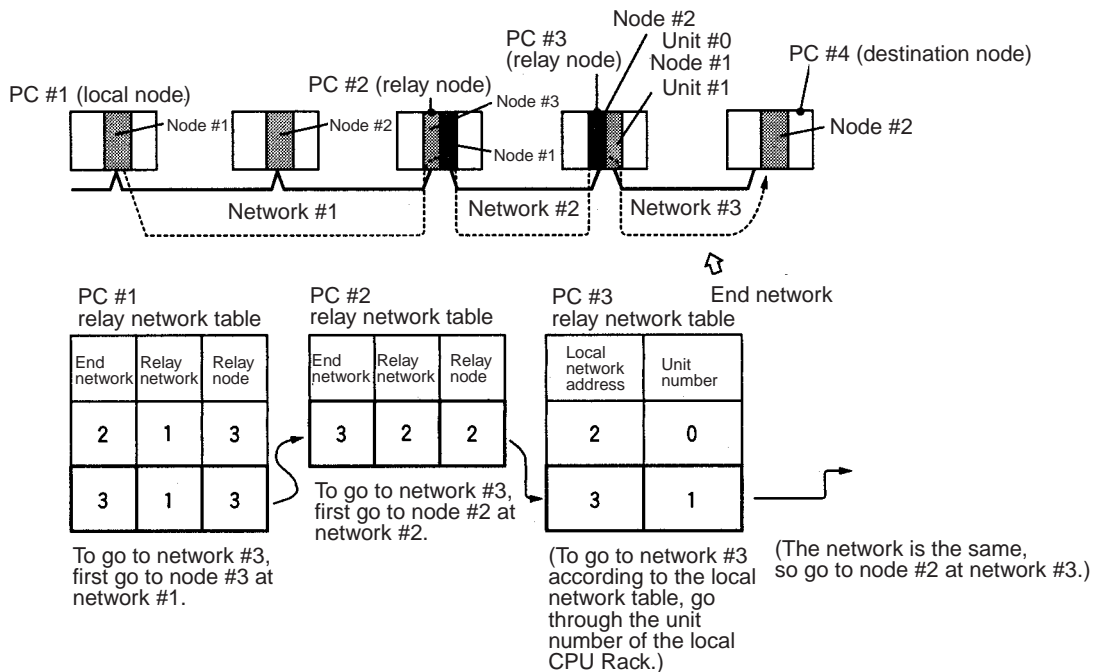 Node #2
PC #3
(relay node)
Unit #0
Node #1
Unit #1
PC #4 (destination node)
PC #1 (local node)
PC #2 (relay node)
Node #1
Node #2
Node #3
Node #1
Node #2
Network #1
Network #2
Network #3
End network
PC #1
relay network table
End network
Relay network
Relay node
2 1 3
3 1 3
To go to network #3,
first go to node #3 at
network #1.
PC #2
relay network table
End network
Relay network
Relay node
3 2 2
To go to network #3,
first go to node #2 at
network #2.
PC #3
relay network table
Local
network
address
Unit
number
2 0
3 1
(To go to network #3
according to the local
network table, go
through the unit
number of the local
CPU Rack.)
(The network is the same,
so go to node #2 at network #3.)